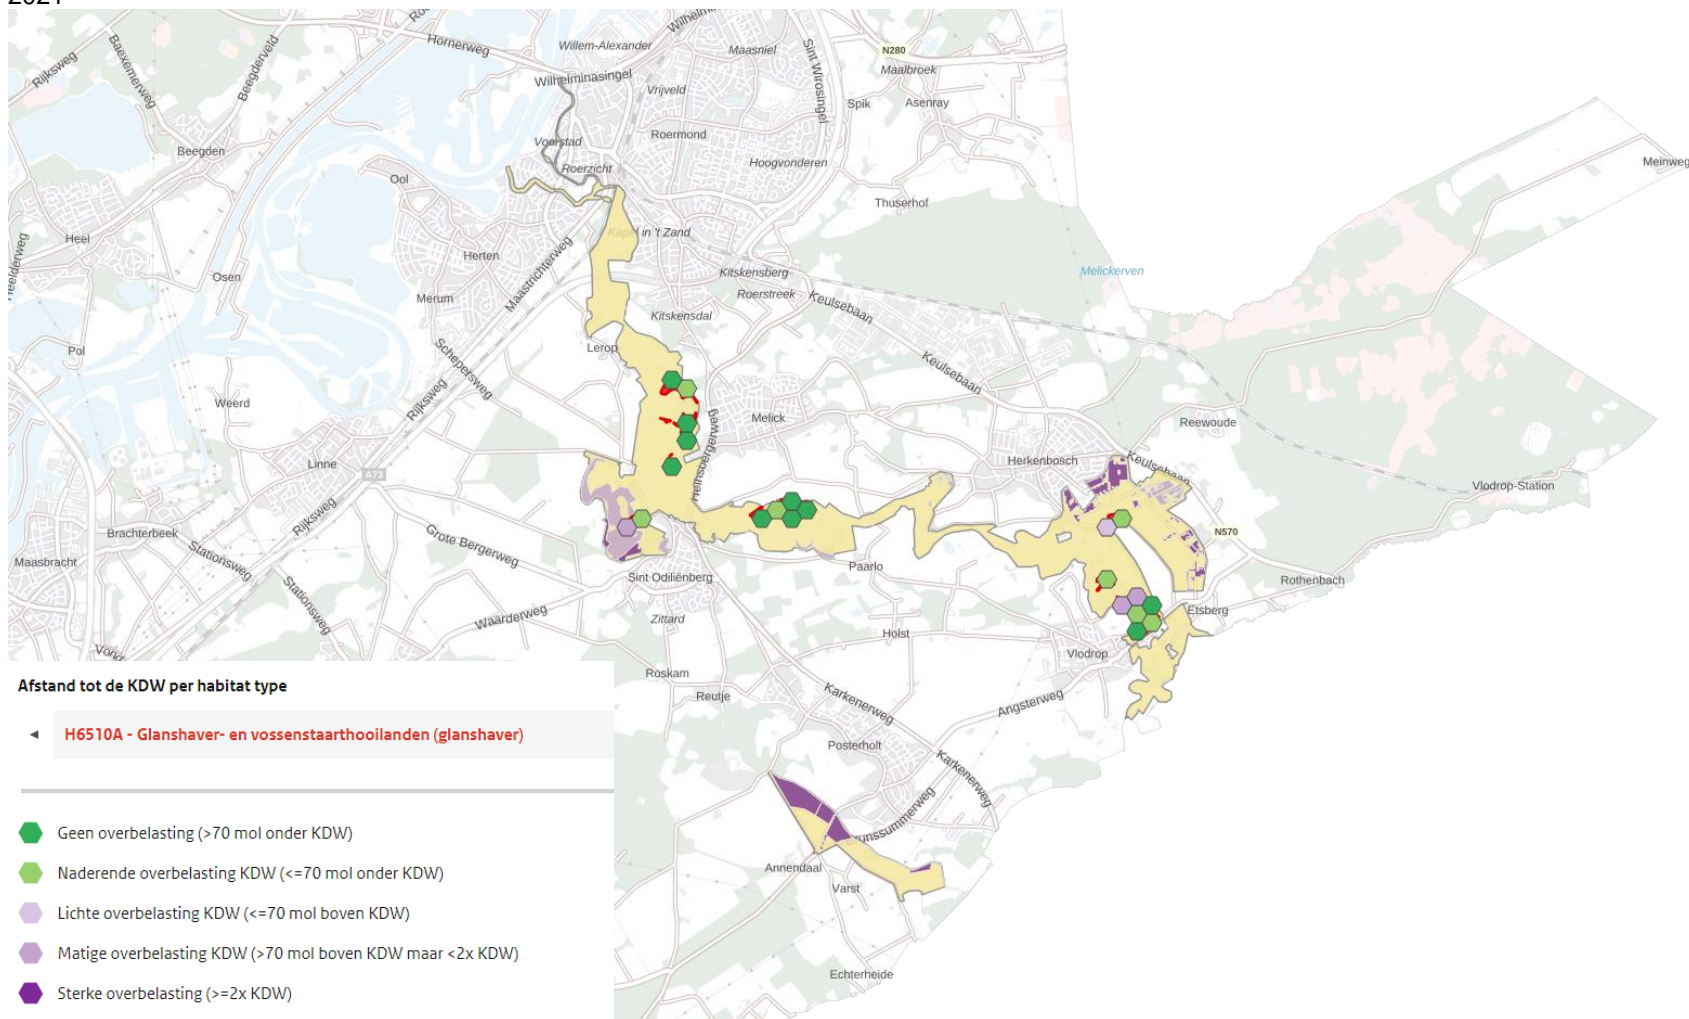 Hornerweg
Wilhelmin
Willem-Alexander
Maasniel
Sint Wirosingel
N280
Maalbroek
Rijksweg
Baexemerweg
Beegderveld
Wilhelminasingel
Vrijveld
Spik
Asenray
Beegden
Voorstad
Roermond
Hoogvonderen
Meinweg
Roerzicht
Ool
Thuserhof
Heel
Kapel in 't Zand
Herten
Maastrichterweg
Osen
Kitskensberg
Melickerven
Merum
Roerstreek
Keulsebaan
Kitskensdal
Pol
Lerop
Schepersweg
Keulsebaan
Rijksweg
Weerd
Melick
Heinsbergerweg
Reewoude
Linne
A73
Herkenbosch
Keulsebaan
Vlodrop-Station
Rijksweg
Brachterbeek
Grote Bergerweg
N570
Stationsweg
Maasbracht
Paarlo
Sint Odiliënberg
Rothenbach
Stationsweg
Waarderweg
Etsberg
Zittard
Holst
Vlodrop
Roskam
Reutje
Karkenerweg
Angsterweg
Posterholt
Karkenerweg
Annendaal
Varst
Echterheide
Afstand tot de KDW per habitat type
H6510A - Glanshaver- en vossenstaarthooilanden (glanshaver)
Geen overbelasting (>70 mol onder KDW)
Naderende overbelasting KDW (<=70 mol onder KDW)
Lichte overbelasting KDW (<=70 mol boven KDW)
Matige overbelasting KDW (>70 mol boven KDW maar <2x KDW)
Sterke overbelasting (>=2x KDW)